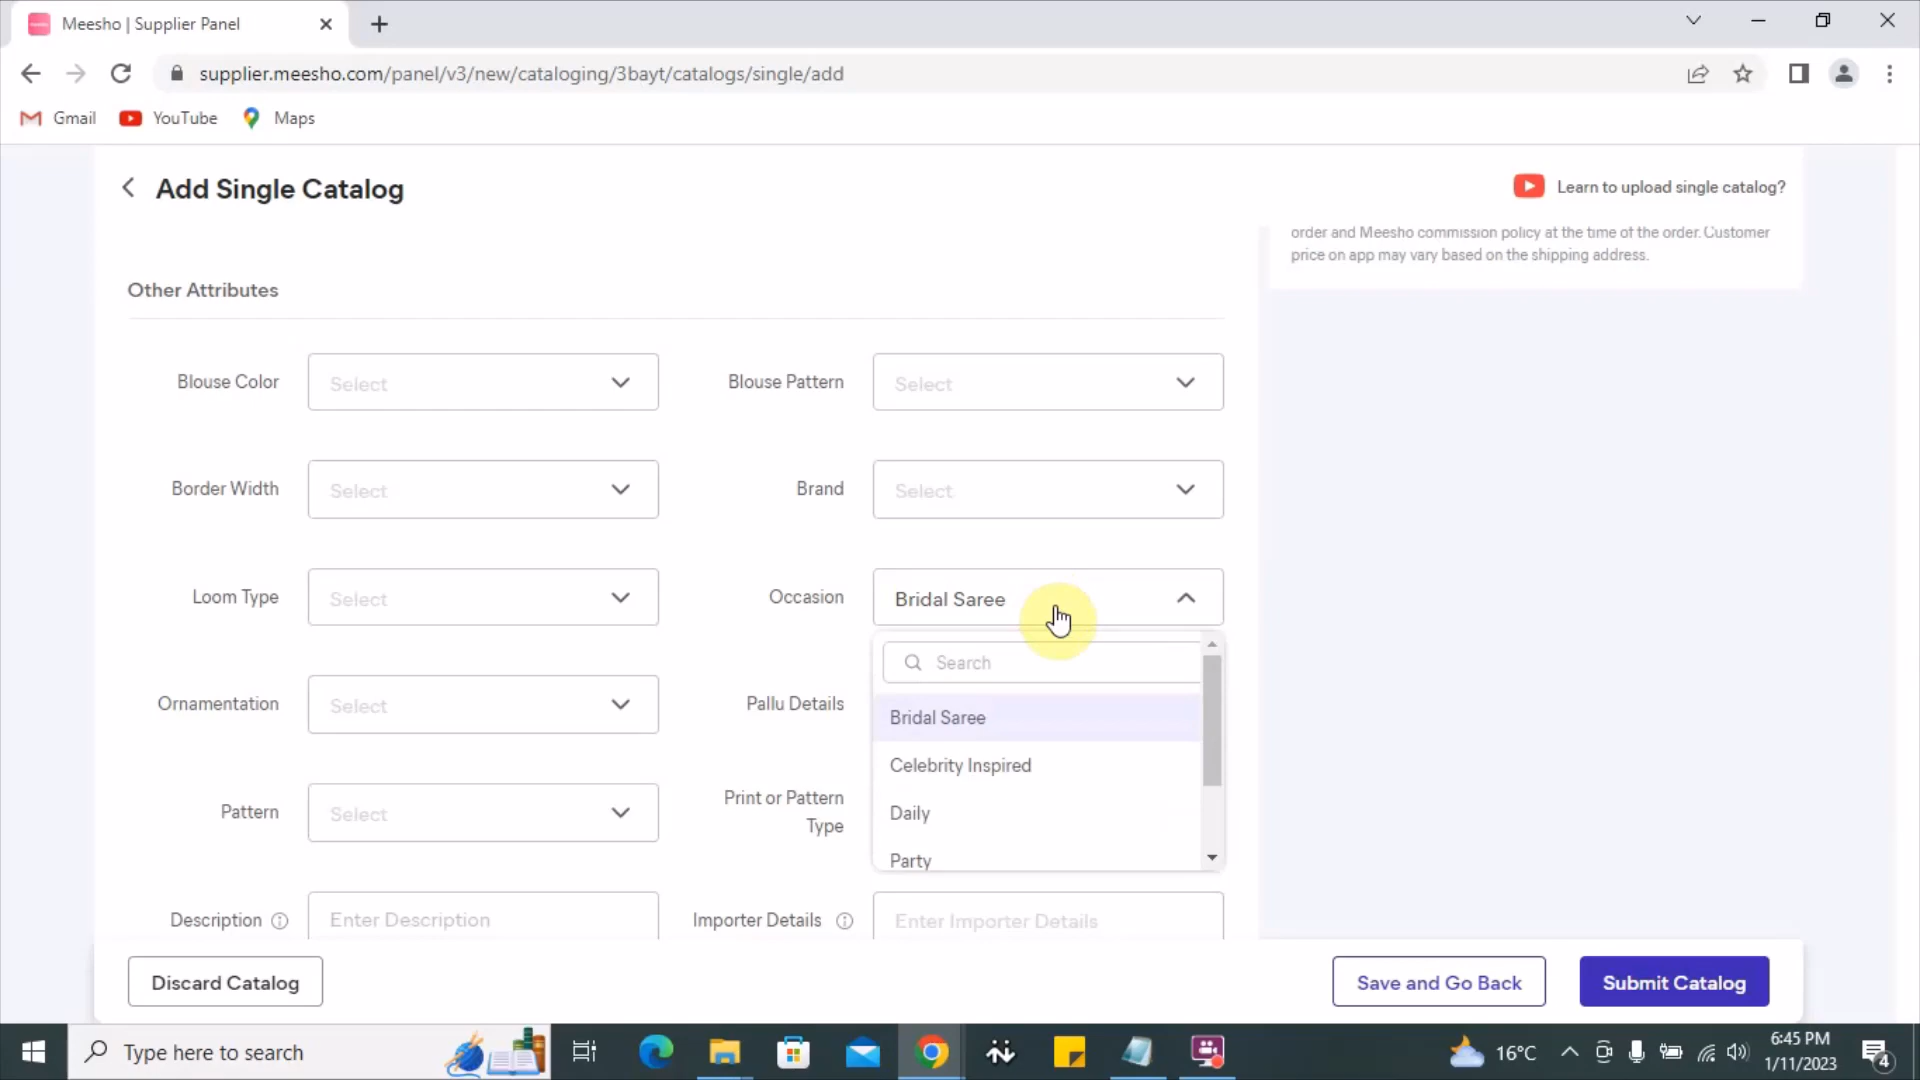 Meesho | Supplier Panel
supplier.meesho.com/panel/v3/new/cataloging/3bayt/catalogs/single/add
Gmail YouTube Maps
Add Single Catalog
Learn to upload single catalog?
order and Meesho commission policy at the time of the order. Customer
price on app may vary based on the shipping address.
Other Attributes
Blouse Color Select Blouse Pattern Select
Border Width Select Brand Select
Loom Type Select Occasion Bridal Saree
Search
Ornamentation Select Pallu Details
Bridal Saree
Celebrity Inspired
Pattern Select Print or Pattern
Type
Daily
Party
Description Enter Description Importer Details Enter Importer Details
Discard Catalog Save and Go Back Submit Catalog
Type here to search
16°C
6:45 PM
1/11/2023
4